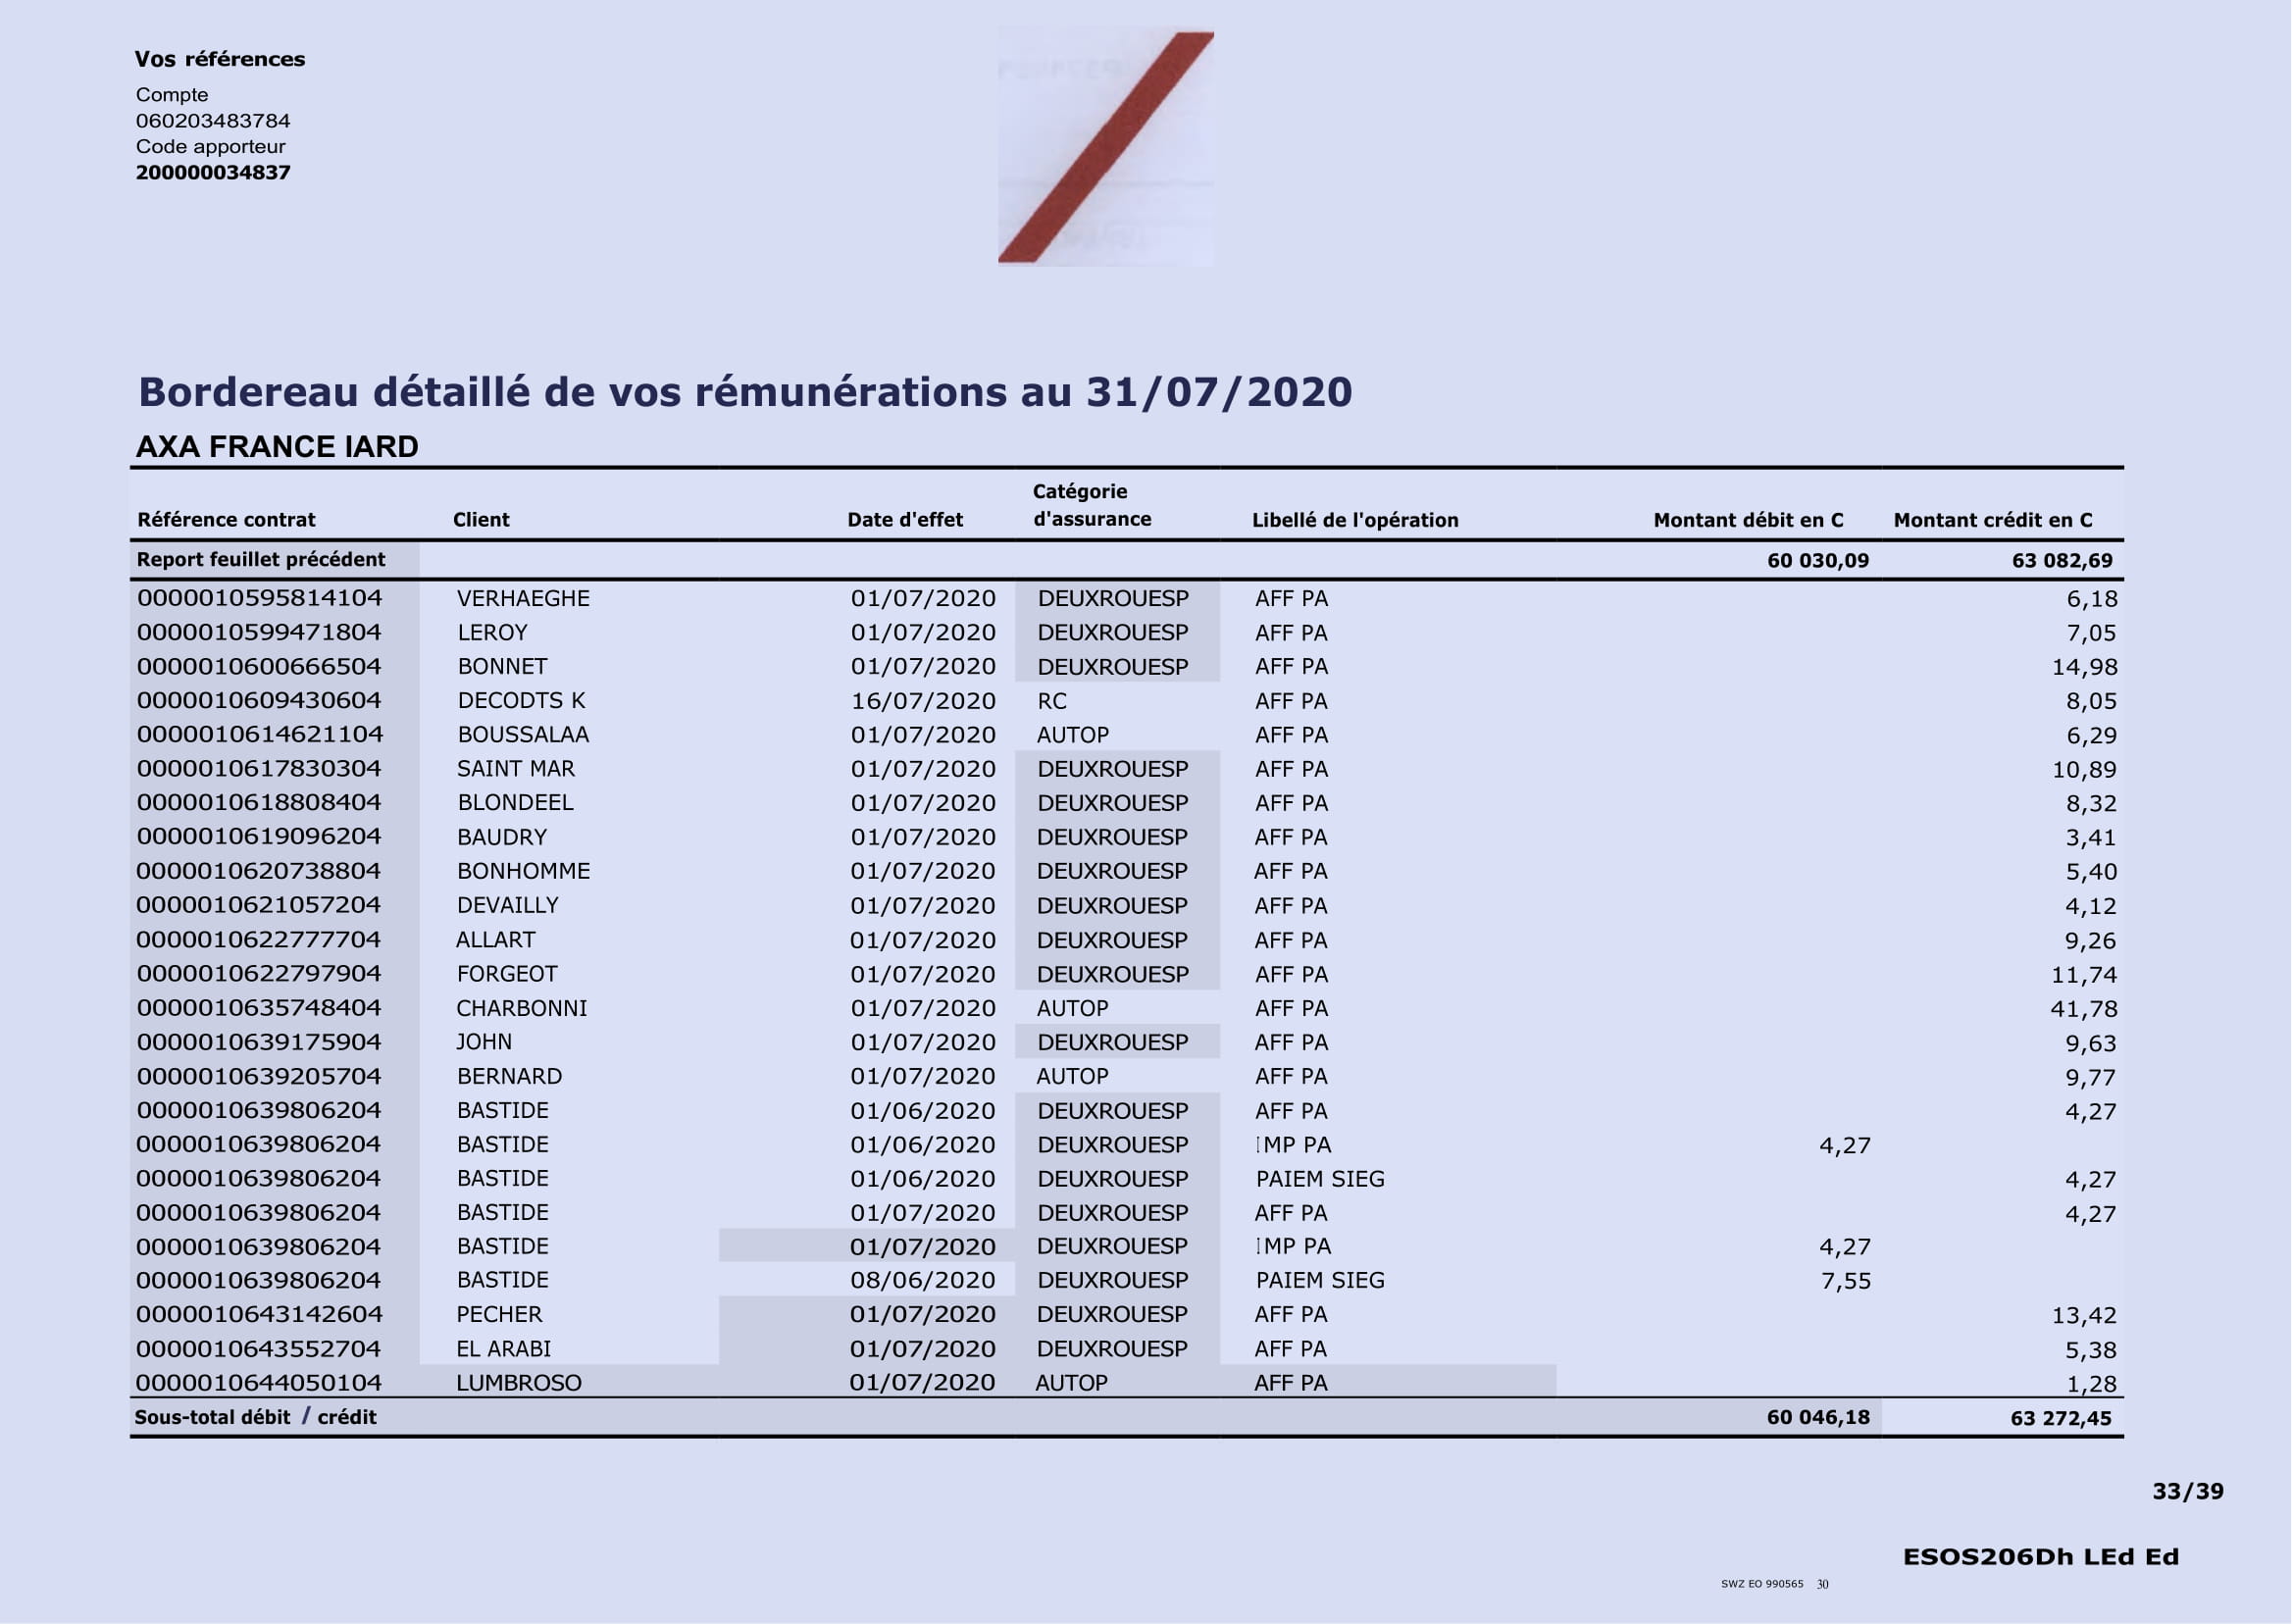 Vos références
Compte
060203483784
Code apporteur
200000034837
Bordereau détaillé de vos rémunérations au 31/07/2020
AXA FRANCE IARD
Référence contrat Client Date d'effet Catégorie d'assurance Libellé de l'opération Montant débit en C Montant crédit en C
Report feuillet précédent 60 030,09 63 082,69
0000010595814104 VERHAEGHE 01/07/2020 DEUXROUESP AFF PA 6,18
0000010599471804 LEROY 01/07/2020 DEUXROUESP AFF PA 7,05
0000010600666504 BONNET 01/07/2020 DEUXROUESP AFF PA 14,98
0000010609430604 DECODTS K 16/07/2020 RC AFF PA 8,05
0000010614621104 BOUSSALAA 01/07/2020 AUTOP AFF PA 6,29
0000010617830304 SAINT MAR 01/07/2020 DEUXROUESP AFF PA 10,89
0000010618808404 BLONDEEL 01/07/2020 DEUXROUESP AFF PA 8,32
0000010619096204 BAUDRY 01/07/2020 DEUXROUESP AFF PA 3,41
0000010620738804 BONHOMME 01/07/2020 DEUXROUESP AFF PA 5,40
0000010621057204 DEVAILLY 01/07/2020 DEUXROUESP AFF PA 4,12
0000010622777704 ALLART 01/07/2020 DEUXROUESP AFF PA 9,26
0000010622797904 FORGEOT 01/07/2020 DEUXROUESP AFF PA 11,74
0000010635748404 CHARBONNI 01/07/2020 AUTOP AFF PA 41,78
0000010639175904 JOHN 01/07/2020 DEUXROUESP AFF PA 9,63
0000010639205704 BERNARD 01/07/2020 AUTOP AFF PA 9,77
0000010639806204 BASTIDE 01/06/2020 DEUXROUESP AFF PA 4,27
0000010639806204 BASTIDE 01/06/2020 DEUXROUESP IMP PA 4,27
0000010639806204 BASTIDE 01/06/2020 DEUXROUESP PAIEM SIEG 4,27
0000010639806204 BASTIDE 01/07/2020 DEUXROUESP AFF PA 4,27
0000010639806204 BASTIDE 01/07/2020 DEUXROUESP IMP PA 4,27
0000010639806204 BASTIDE 08/06/2020 DEUXROUESP PAIEM SIEG 7,55
0000010643142604 PECHER 01/07/2020 DEUXROUESP AFF PA 13,42
0000010643552704 EL ARABI 01/07/2020 DEUXROUESP AFF PA 5,38
0000010644050104 LUMBROSO 01/07/2020 AUTOP AFF PA 1,28
Sous-total débit / crédit 60 046,18 63 272,45
33/39
ESOS206Dh LEd Ed
SWZ EO 990565 30